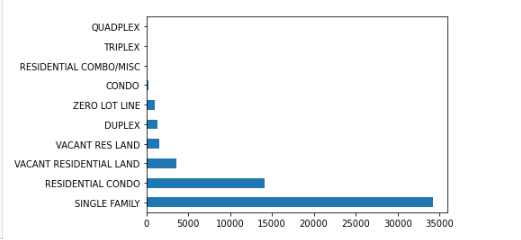 QUADPLEX
TRIPLEX
RESIDENTIAL COMBO/MISC
CONDO
ZERO LOT LINE
DUPLEX
VACANT RES LAND
VACANT RESIDENTIAL LAND
RESIDENTIAL CONDO
SINGLE FAMILY
0 5000 10000 15000 20000 25000 30000 35000